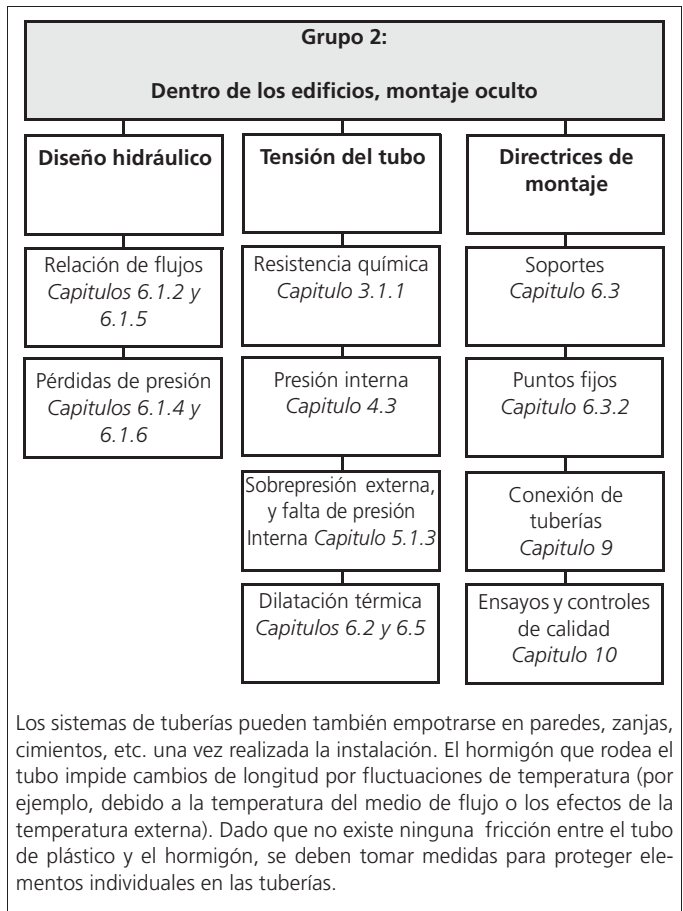 Grupo 2:
Dentro de los edificios, montaje oculto
Diseño hidráulico
Relación de flujos
Capitulos 6.1.2 y
6.1.5
Pérdidas de presión
Capitulos 6.1.4 y
6.1.6
Tensión del tubo
Resistencia química
Capitulo 3.1.1
Presión interna
Capitulo 4.3
Sobrepresión externa,
y falta de presión
Interna Capitulo 5.1.3
Dilatación térmica
Capitulos 6.2 y 6.5
Directrices de
montaje
Soportes
Capitulo 6.3
Puntos fijos
Capitulo 6.3.2
Conexión de
tuberías
Capitulo 9
Ensayos y controles
de calidad
Capitulo 10
Los sistemas de tuberías pueden también empotrarse en paredes, zanjas,
cimientos, etc. una vez realizada la instalación. El hormigón que rodea el
tubo impide cambios de longitud por fluctuaciones de temperatura (por
ejemplo, debido a la temperatura del medio de flujo o los efectos de la
temperatura externa). Dado que no existe ninguna fricción entre el tubo
de plástico y el hormigón, se deben tomar medidas para proteger ele-
mentos individuales en las tuberías.